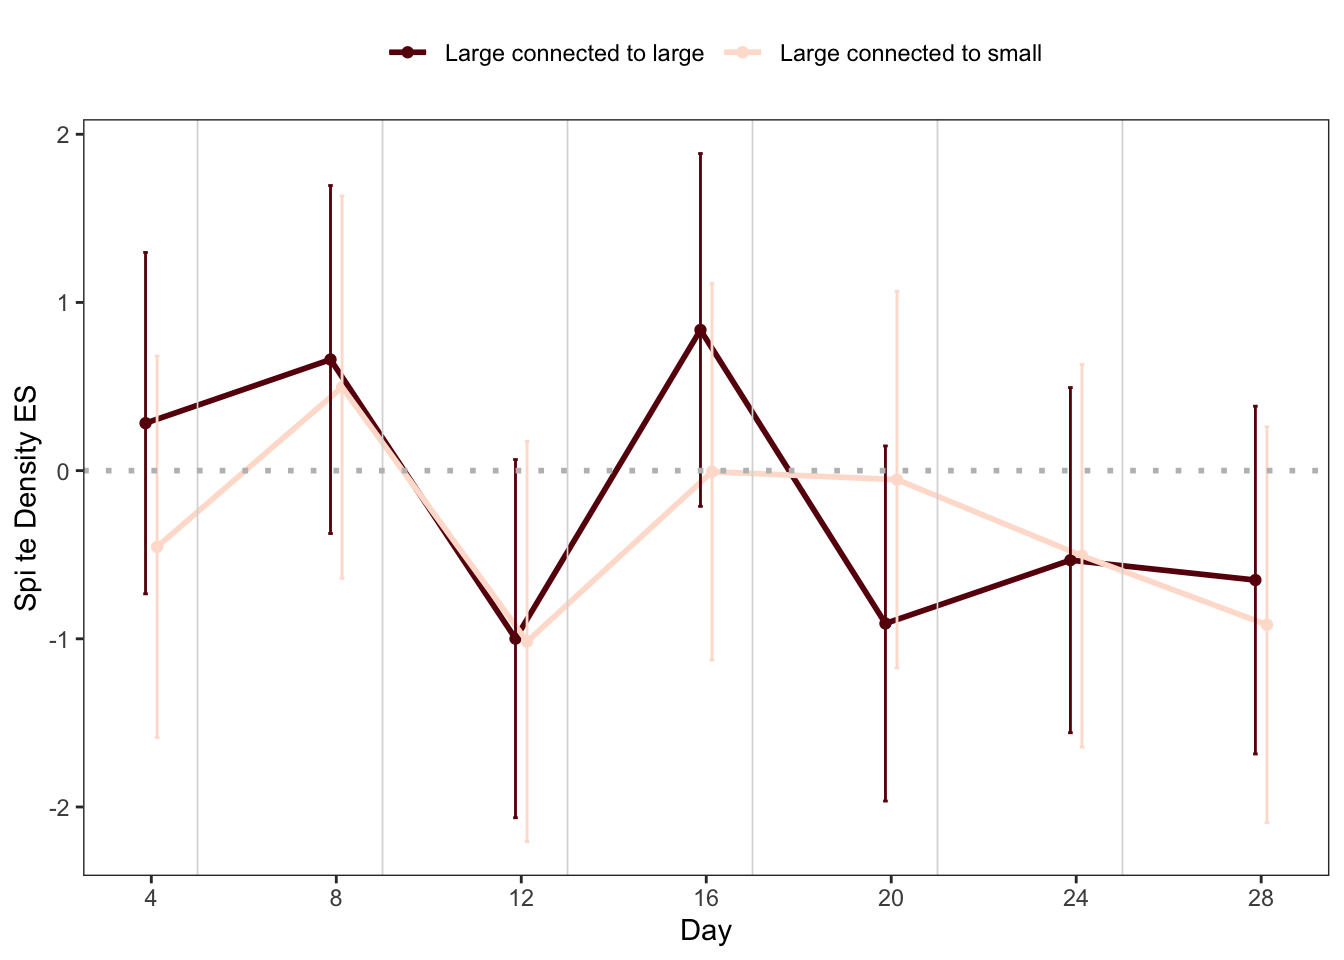 Large connected to large Large connected to small
2
1
0
-1
-2
Spi te Density ES
4 8 12 16 20 24 28
Day